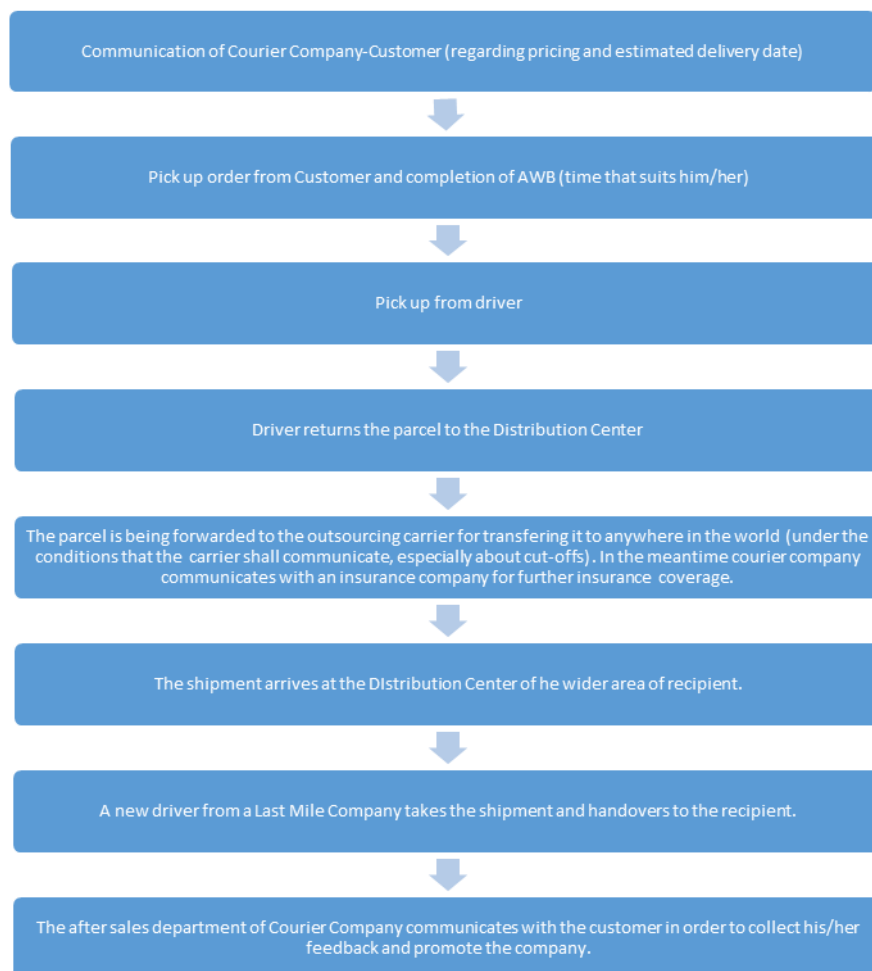 Communication of Courier Company-Customer (regarding pricing and estimated delivery date)
Pick up order from Customer and completion of AWB (time that suits him/her)
Pick up from driver
Driver returns the parcel to the Distribution Center
The parcel is being forwarded to the outsourcing carrier for transfering it to anywhere in the world (under the
conditions that the carrier shall communicate, especially about cut-offs). In the meantime courier company
communicates with an insurance company for further insurance coverage.
The shipment arrives at the DIstribution Center of he wider area of recipient.
A new driver from a Last Mile Company takes the shipment and handovers to the recipient.
The after sales department of Courier Company communicates with the customer in order to collect his/her
feedback and promote the company.